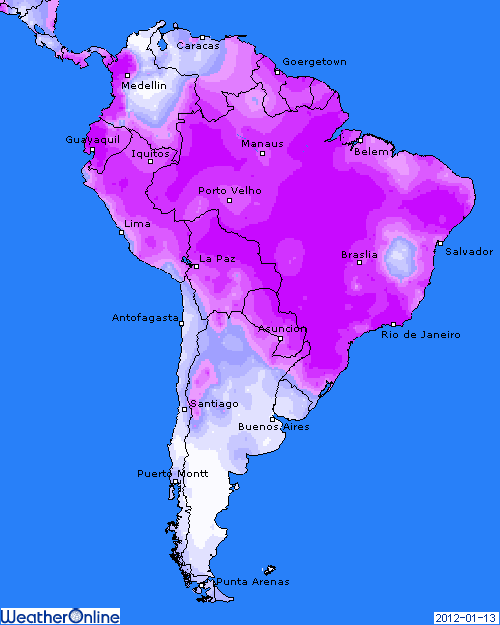 Caracas
Goergetown
Medellin
Guayaquil
Iquitos
Manaus
Belem
Porto Velho
Lima
Salvador
La Paz
Braslia
Antofagasta
Asuncion
Rio de Janeiro
Santiago
Buenos Aires
Puerto Montt
Punta Arenas
WeatherOnline
2012-01-13